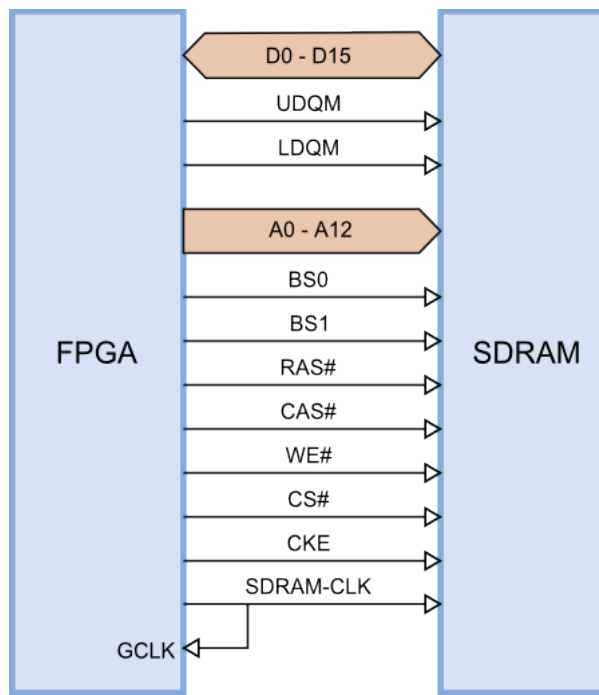 D0 - D15
UDQM
LDQM
A0 - A12
BS0
BS1
FPGA
SDRAM
RAS#
CAS#
WE#
CS#
CKE
SDRAM-CLK
GCLK